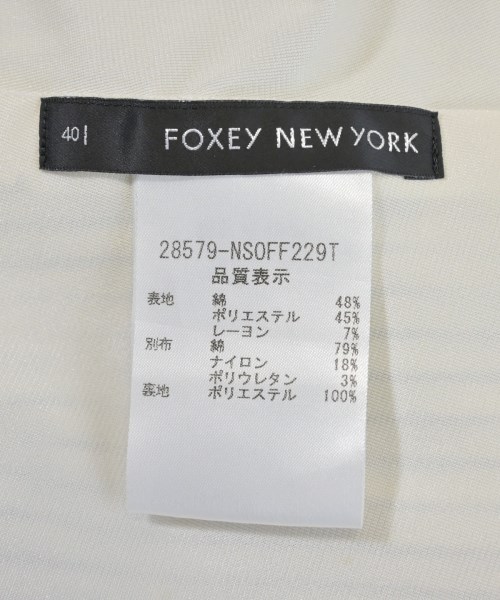 40 FOXEY NEW YORK
28579-NSOFF229T
品質表示
表地 綿 48%
ポリエステル 45%
レーヨン 7%
別布 綿 79%
ナイロン 18%
ポリウレタン 3%
裏地 ポリエステル 100%